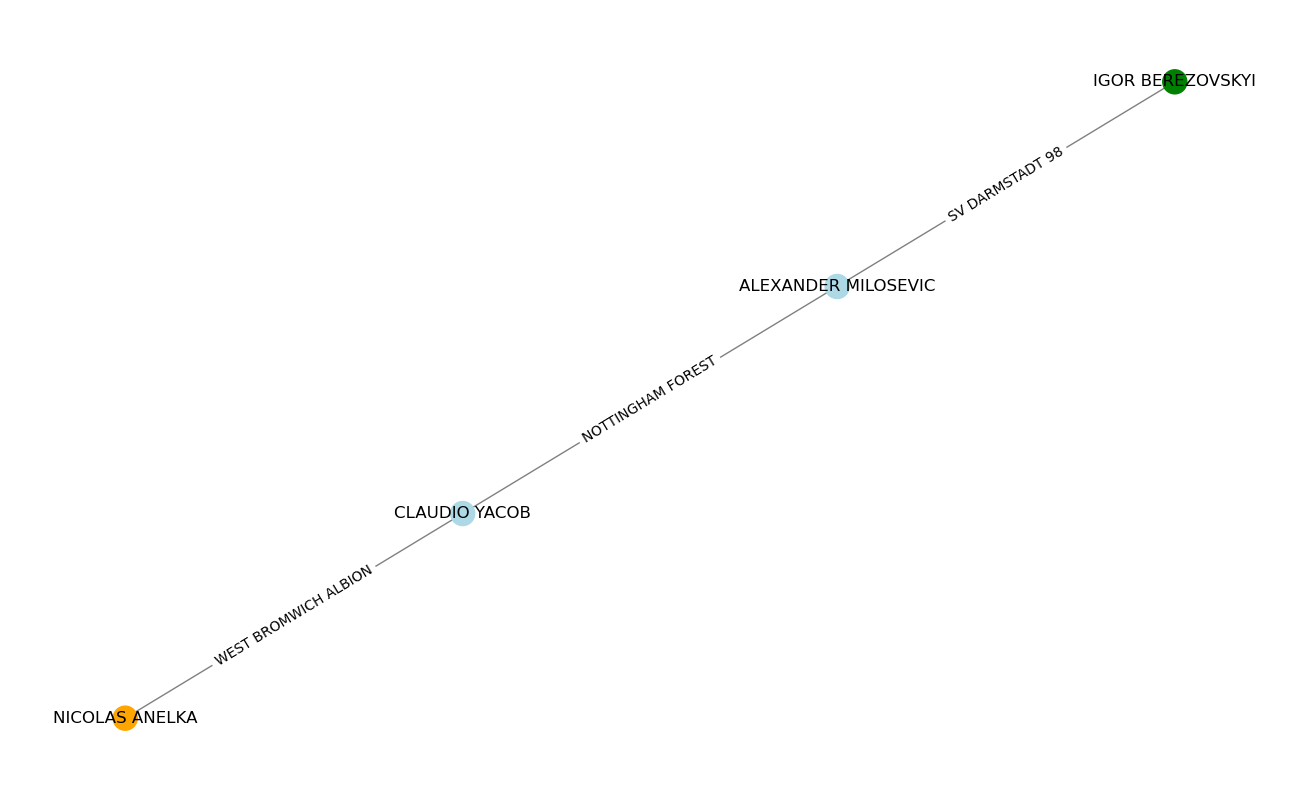 IGOR BEREZOVSKYI
SV DARMSTADT 98
ALEXANDER MILOSEVIC
NOTTINGHAM FOREST
CLAUDIO YACOB
WEST BROMWICH ALBION
NICOLAS ANELKA